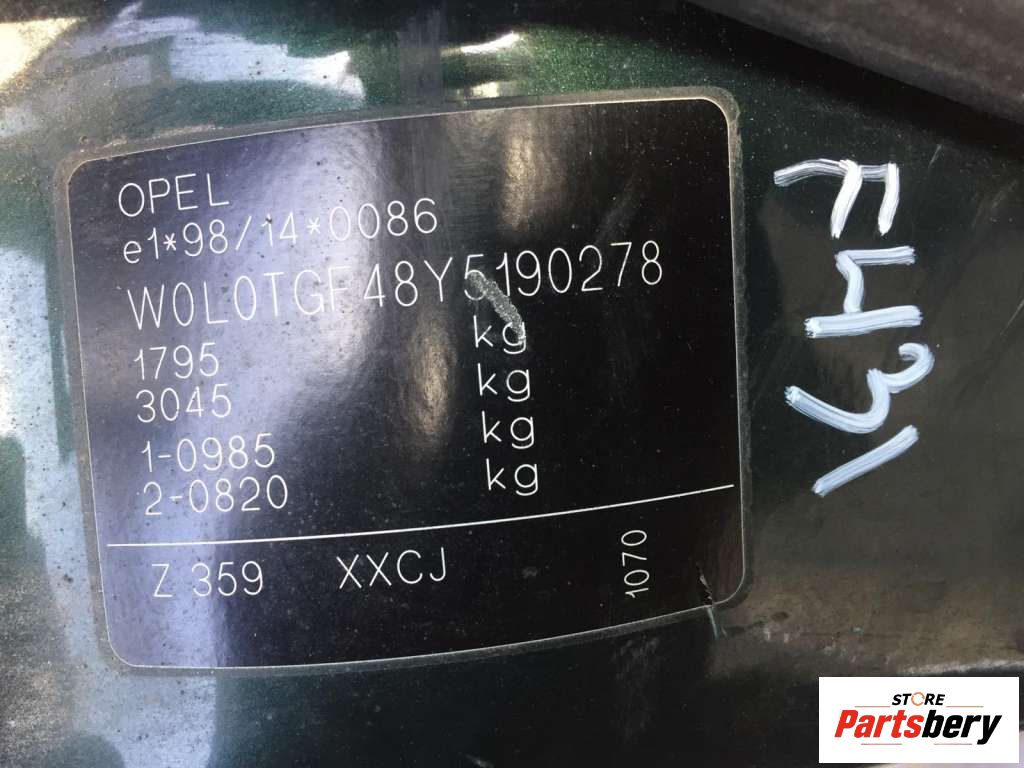 OPEL
e1*98/14*0086
W0L0TGF48Y5190278
1795 kg
3045 kg
1-0985 kg
2-0820 kg
Z 359 XXCJ 1070
STORE
Partsbery